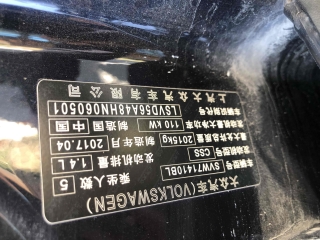 大众汽车(VOLKSWAGEN)
车辆型号 SVW71410BL 乘坐人数 5
发动机型号 CSS 发动机排量 1.4 L
最大允许总质量 2015kg 制造年月 2017.04
发动机最大净功率 110 kW 制造国 中国
车辆识别代号 LSVD56A48HN060501
上汽大众汽车有限公司